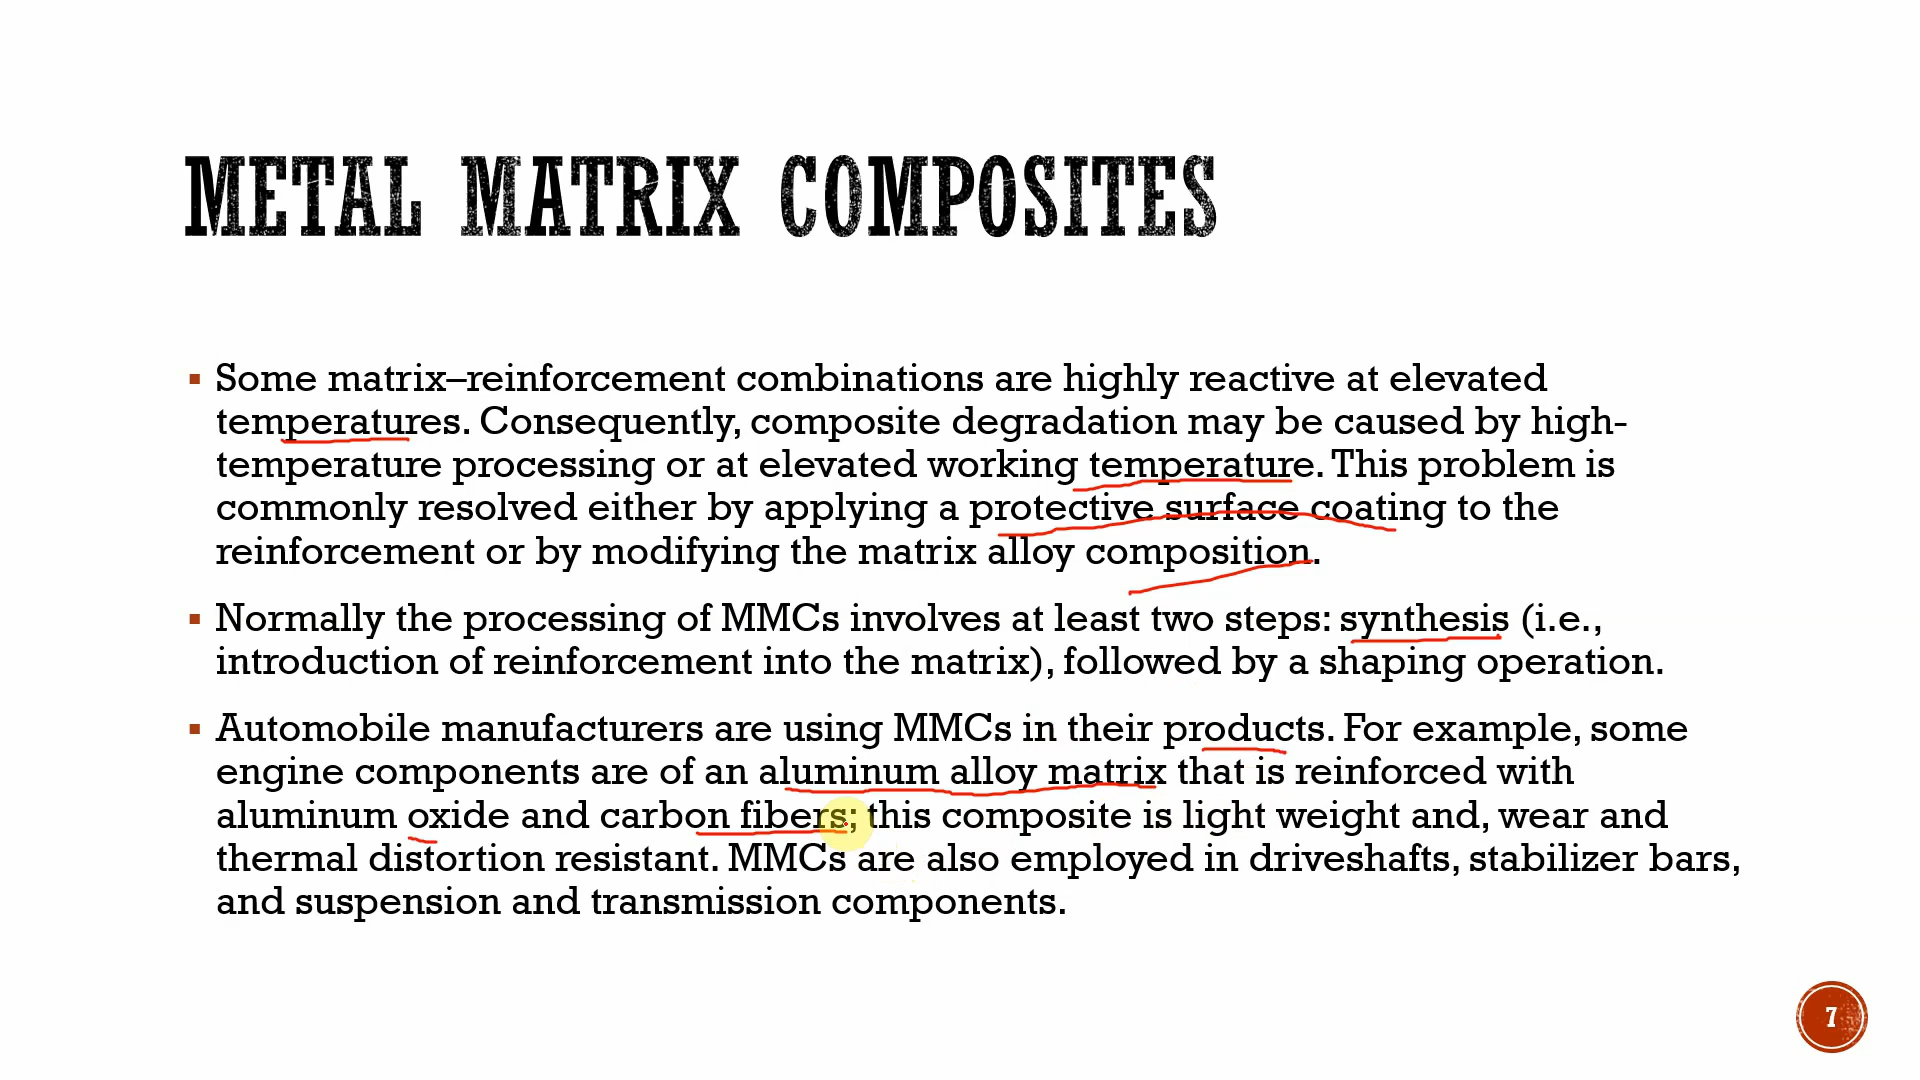 METAL MATRIX COMPOSITES
▪ Some matrix–reinforcement combinations are highly reactive at elevated
temperatures. Consequently, composite degradation may be caused by high-
temperature processing or at elevated working temperature. This problem is
commonly resolved either by applying a protective surface coating to the
reinforcement or by modifying the matrix alloy composition.
▪ Normally the processing of MMCs involves at least two steps: synthesis (i.e.,
introduction of reinforcement into the matrix), followed by a shaping operation.
▪ Automobile manufacturers are using MMCs in their products. For example, some
engine components are of an aluminum alloy matrix that is reinforced with
aluminum oxide and carbon fibers; this composite is light weight and, wear and
thermal distortion resistant. MMCs are also employed in driveshafts, stabilizer bars,
and suspension and transmission components.
7